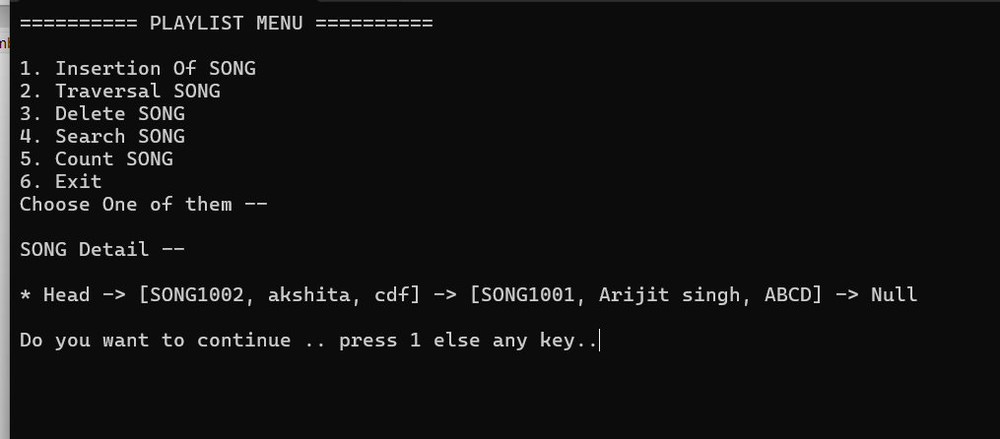 ========== PLAYLIST MENU ==========
1. Insertion Of SONG
2. Traversal SONG
3. Delete SONG
4. Search SONG
5. Count SONG
6. Exit
Choose One of them --
SONG Detail --
* Head -> [SONG1002, akshita, cdf] -> [SONG1001, Arijit singh, ABCD] -> Null
Do you want to continue .. press 1 else any key..